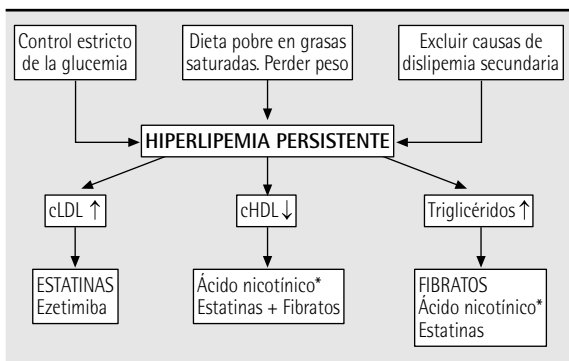 Control estricto
de la glucemia
Dieta pobre en grasas
saturadas. Perder peso
Excluir causas de
dislipemia secundaria
HIPERLIPEMIA PERSISTENTE
cLDL ↑
cHDL ↓
Triglicéridos ↑
ESTATINAS
Ezetimiba
Ácido nicotínico*
Estatinas + Fibratos
FIBRATOS
Ácido nicotínico*
Estatinas